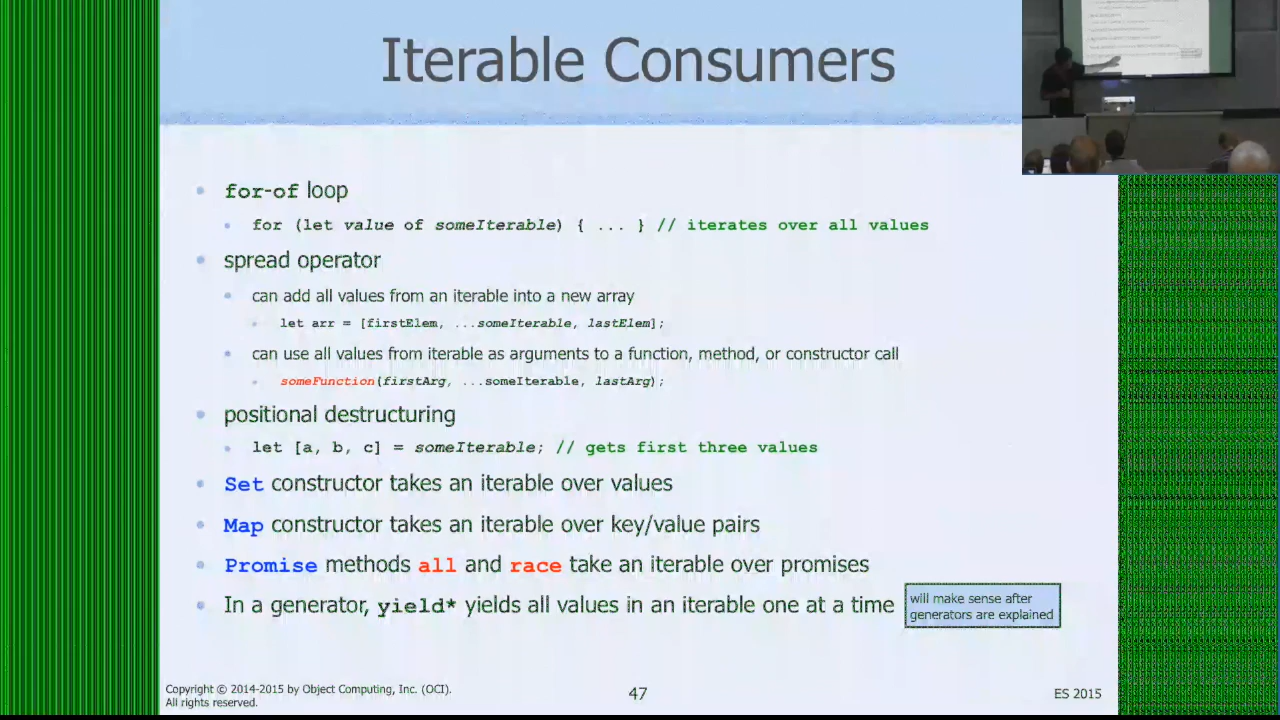 Iterable Consumers
for-of loop
for (let value of someIterable) { ... } // iterates over all values
spread operator
can add all values from an iterable into a new array
let arr = [firstElem, ...someIterable, lastElem];
can use all values from iterable as arguments to a function, method, or constructor call
someFunction(firstArg, ...someIterable, lastArg);
positional destructuring
let [a, b, c] = someIterable; // gets first three values
Set constructor takes an iterable over values
Map constructor takes an iterable over key/value pairs
Promise methods all and race take an iterable over promises
In a generator, yield* yields all values in an iterable one at a time
will make sense after
generators are explained
Copyright © 2014-2015 by Object Computing, Inc. (OCI).
All rights reserved.
47
ES 2015